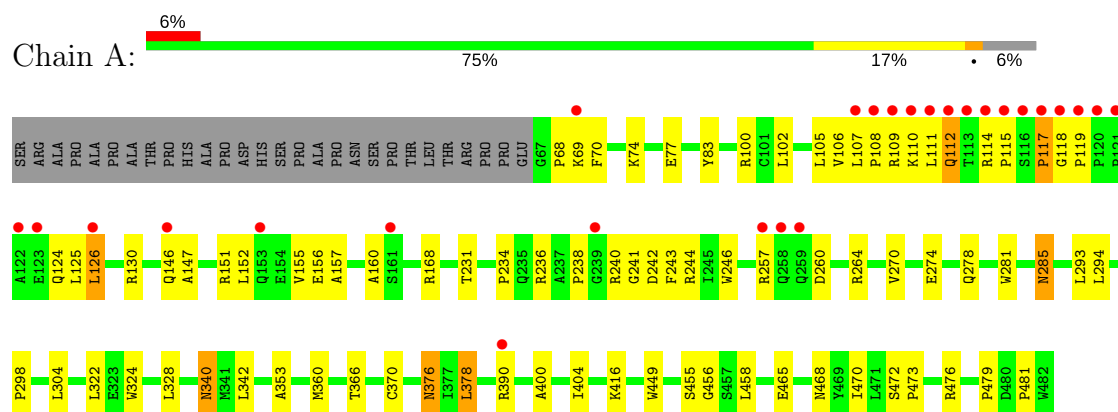 6%
Chain A:
75% 17% • 6%
SER ARG ALA PRO ALA PRO ALA THR PRO HIS ALA PRO ASP HIS SER PRO ALA PRO ASN SER PRO THR LEU THR ARG PRO PRO GLU G67 P68 K69 F70 K74 E77 Y83 R100 C101 L102 L105 V106 L107 P108 R109 K110 L111 Q112 T113 R114 P115 S116 P117 G118 P119 P120
A122 E123 Q124 L125 L126 R130 Q146 A147 R151 L152 Q153 E154 V155 E156 A157 A160 S161 R168 T231 P234 Q235 R236 A237 P238 G239 R240 G241 D242 F243 R244 I245 W246 R257 Q258 Q259 D260 R264 V270 E274 Q278 W281 N285 L293 L294
P298 L304 L322 E323 W324 L328 N340 M341 L342 A353 M360 T366 C370 N376 I377 L378 R390 A400 I404 K416 W449 S455 G456 S457 L458 E465 N468 Y469 I470 L471 S472 P473 R476 P479 D480 P481 W482